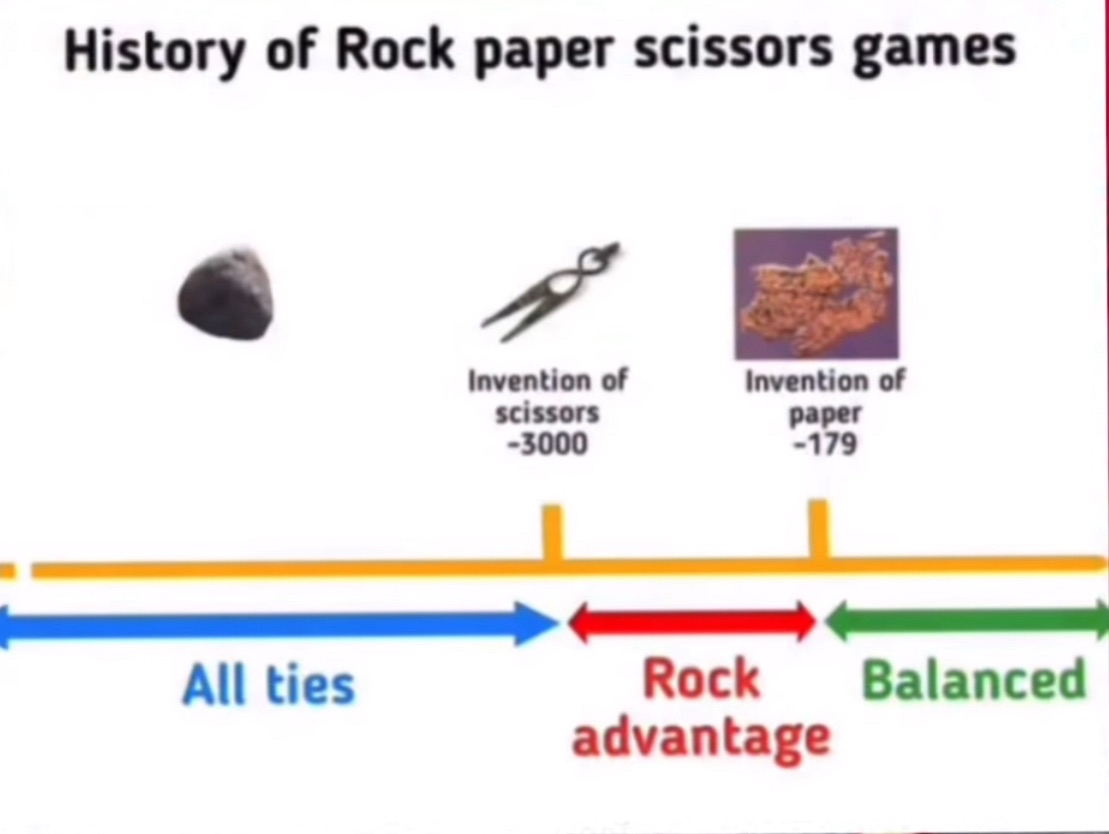 History of Rock paper scissors games
Invention of
scissors
-3000
Invention of
paper
-179
All ties
Rock
advantage
Balanced